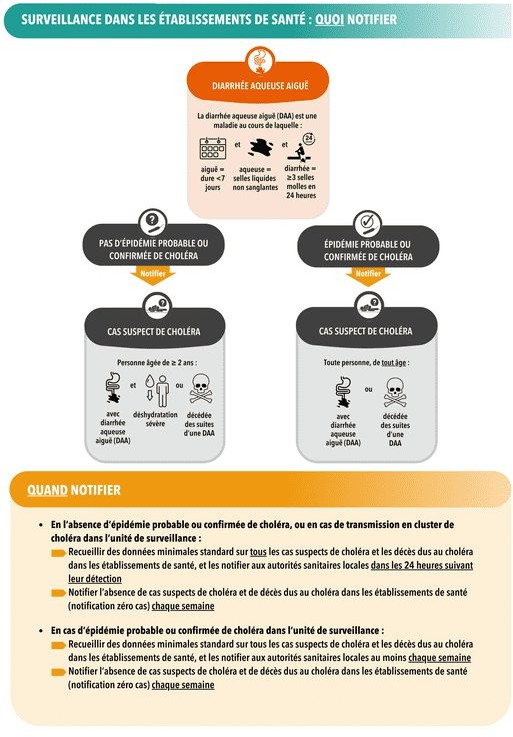 SURVEILLANCE DANS LES ÉTABLISSEMENTS DE SANTÉ : QUOI NOTIFIER
DIARRHÉE AQUEUSE AIGUË
La diarrhée aqueuse aiguë (DAA) est une
maladie au cours de laquelle :
et
et
24
aiguë =
dure <7
jours
aqueuse =
selles liquides
non sanglantes
diarrhée =
≥3 selles
molles en
24 heures
PAS D'ÉPIDÉMIE PROBABLE OU
CONFIRMÉE DE CHOLÉRA
Notifier
CAS SUSPECT DE CHOLÉRA
Personne âgée de ≥ 2 ans :
et
ou
avec
diarrhée
aqueuse
aiguë (DAA)
déshydratation
sévère
décédée
des suites
d'une DAA
ÉPIDÉMIE PROBABLE OU
CONFIRMÉE DE CHOLÉRA
Notifier
CAS SUSPECT DE CHOLÉRA
Toute personne, de tout âge :
ou
avec
diarrhée
aqueuse
aiguë (DAA)
décédée
des suites
d'une
DAA
QUAND NOTIFIER
• En l'absence d'épidémie probable ou confirmée de choléra, ou en cas de transmission en cluster de
choléra dans l'unité de surveillance :
Recueillir des données minimales standard sur tous les cas suspects de choléra et les décès dus au choléra
dans les établissements de santé, et les notifier aux autorités sanitaires locales dans les 24 heures suivant
leur détection
Notifier l'absence de cas suspects de choléra et de décès dus au choléra dans les établissements de santé
(notification zéro cas) chaque semaine
• En cas d'épidémie probable ou confirmée de choléra dans l'unité de surveillance :
Recueillir des données minimales standard sur tous les cas suspects de choléra et les décès dus au choléra
dans les établissements de santé, et les notifier aux autorités sanitaires locales au moins chaque semaine
Notifier l'absence de cas suspects de choléra et de décès dus au choléra dans les établissements de santé
(notification zéro cas) chaque semaine